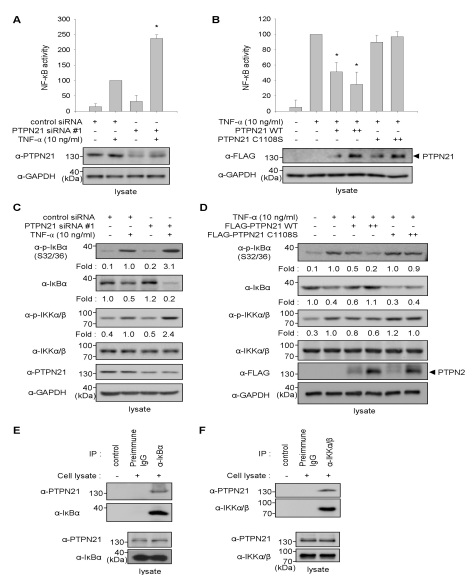 A
NF-κB activity
300
250
200
150
100
50
0
*
control siRNA + + - -
PTPN21 siRNA #1 - - + +
TNF-α (10 ng/ml) - + - +
α-PTPN21 130
α-GAPDH
(kDa)
lysate
B
NF-κB activity
120
100
80
60
40
20
0
* *
TNF-α (10 ng/ml) - + + + + +
PTPN21 WT - - + ++ - -
PTPN21 C1108S - - - - + ++
α-FLAG 130 PTPN21
α-GAPDH
(kDa)
lysate
C
control siRNA + + - -
PTPN21 siRNA #1 - - + +
TNF-α (10 ng/ml) - + - +
α-p-IκBα 40
(S32/36)
Fold : 0.1 1.0 0.2 3.1
α-IκBα 40
Fold : 1.0 0.5 1.2 0.2
α-p-IKKα/β 100
70
Fold : 0.4 1.0 0.5 2.4
α-IKKα/β 100
70
α-PTPN21 130
α-GAPDH
(kDa)
lysate
D
TNF-α (10 ng/ml) - + + + + +
FLAG-PTPN21 WT - - + ++ - -
FLAG-PTPN21 C1108S - - - - + ++
α-p-IκBα 40
(S32/36)
Fold : 0.1 1.0 0.5 0.2 1.0 0.9
α-IκBα 40
Fold : 1.0 0.4 0.6 1.1 0.3 0.4
α-p-IKKα/β 100
70
Fold : 0.3 1.0 0.6 0.6 1.2 1.0
α-IKKα/β 100
70
α-FLAG 130 PTPN2
α-GAPDH 40
(kDa)
lysate
E
IP : control Preimmune IgG α-IκBα
Cell lysate : - + +
α-PTPN21 130
α-IκBα 40
α-PTPN21 130
α-IκBα 40
(kDa)
lysate
F
IP : control Preimmune IgG α-IKKα/β
Cell lysate : - + +
α-PTPN21 130
α-IKKα/β 100
70
α-PTPN21 130
α-IKKα/β 100
70
(kDa)
lysate